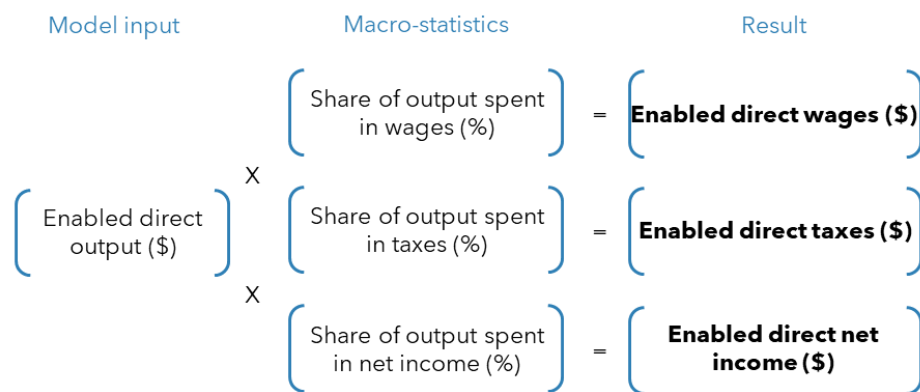 Model input
Macro-statistics
Result
Share of output spent
in wages (%)
=
Enabled direct wages ($)
X
Enabled direct
output ($)
Share of output spent
in taxes (%)
=
Enabled direct taxes ($)
X
Share of output spent
in net income (%)
=
Enabled direct net
income ($)